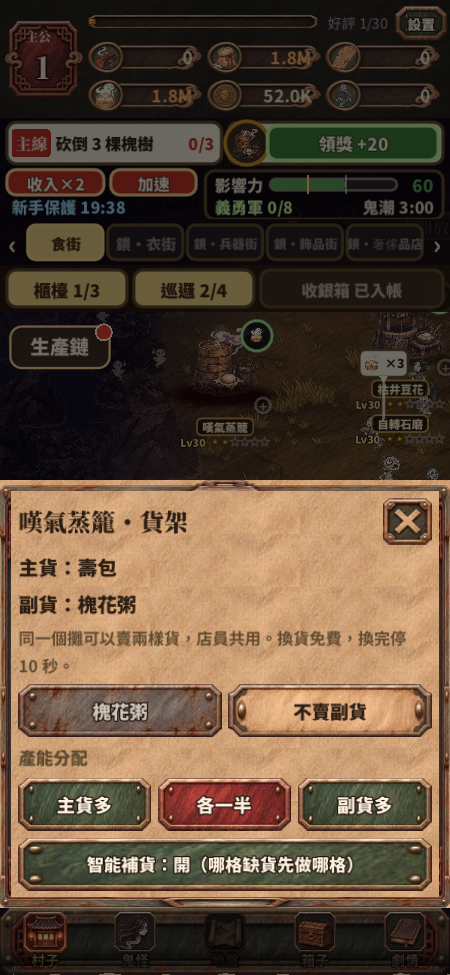 主公
1
好評 1/30
設置
0
1.8M
0
1.8M
52.0K
0
主線 砍倒 3 棵槐樹 0/3
領獎 +20
收入×2
加速
影響力 60
新手保護 19:38
義勇軍 0/8
鬼潮 3:00
食街
鎖・衣街
鎖・兵器街
鎖・飾品街
鎖・奢侈品店
櫃檯 1/3
巡邏 2/4
收銀箱 已入帳
生產鏈
×3
枯井豆花
Lv30
嘆氣蒸籠
Lv30
自轉石磨
Lv30
嘆氣蒸籠・貨架
主貨：壽包
副貨：槐花粥
同一個攤可以賣兩樣貨，店員共用。換貨免費，換完停
10 秒。
槐花粥
不賣副貨
產能分配
主貨多
各一半
副貨多
智能補貨：開（哪格缺貨先做哪格）
村子
鬼怪
箱子
劇情